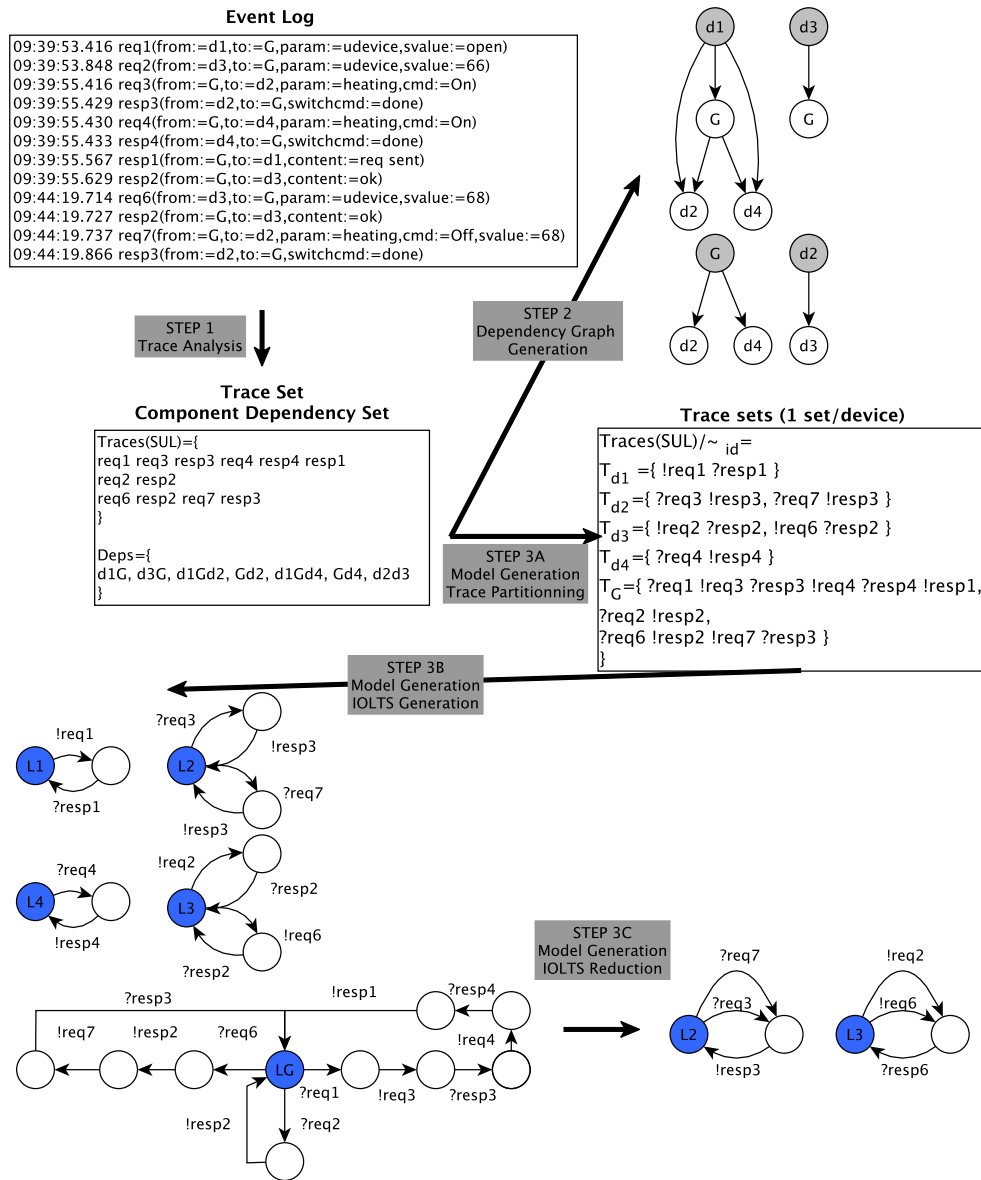 Event Log
09:39:53.416 req1(from:=d1,to:=G,param:=udevice,svalue:=open)
09:39:53.848 req2(from:=d3,to:=G,param:=udevice,svalue:=66)
09:39:55.416 req3(from:=G,to:=d2,param:=heating,cmd:=On)
09:39:55.429 resp3(from:=d2,to:=G,switchcmd:=done)
09:39:55.430 req4(from:=G,to:=d4,param:=heating,cmd:=On)
09:39:55.433 resp4(from:=d4,to:=G,switchcmd:=done)
09:39:55.567 resp1(from:=G,to:=d1,content:=req sent)
09:39:55.629 resp2(from:=G,to:=d3,content:=ok)
09:44:19.714 req6(from:=d3,to:=G,param:=udevice,svalue:=68)
09:44:19.727 resp2(from:=G,to:=d3,content:=ok)
09:44:19.737 req7(from:=G,to:=d2,param:=heating,cmd:=Off,svalue:=68)
09:44:19.866 resp3(from:=d2,to:=G,switchcmd:=done)
d1
d3
G
G
d2
d4
G
d2
d2
d4
d3
STEP 1
Trace Analysis
STEP 2
Dependency Graph
Generation
Trace Set
Component Dependency Set
Traces(SUL)={
req1 req3 resp3 req4 resp4 resp1
req2 resp2
req6 resp2 req7 resp3
}
Deps={
d1G, d3G, d1Gd2, Gd2, d1Gd4, Gd4, d2d3
}
STEP 3A
Model Generation
Trace Partitionning
Trace sets (1 set/device)
Traces(SUL)/~ id=
Td1 ={ !req1 ?resp1 }
Td2={ ?req3 !resp3, ?req7 !resp3 }
Td3={ !req2 ?resp2, !req6 ?resp2 }
Td4={ ?req4 !resp4 }
TG={ ?req1 !req3 ?resp3 !req4 ?resp4 !resp1,
?req2 !resp2,
?req6 !resp2 !req7 ?resp3 }
}
STEP 3B
Model Generation
IOLTS Generation
!req1
L1
?resp1
?req3
!resp3
L2
?req7
!resp3
?req4
L4
!resp4
!req2
?resp2
L3
!req6
?resp2
?resp3
!resp1
?resp4
!req7
!resp2
?req6
!req4
LG
?req1
!req3
?resp3
!resp2
?req2
STEP 3C
Model Generation
IOLTS Reduction
?req7
?req3
L2
!resp3
!req2
!req6
L3
?resp6